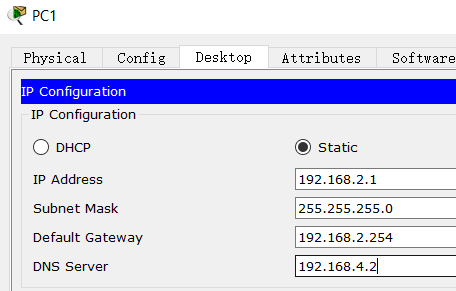 PC1
Physical Config Desktop Attributes Software
IP Configuration
IP Configuration
DHCP Static
IP Address 192.168.2.1
Subnet Mask 255.255.255.0
Default Gateway 192.168.2.254
DNS Server 192.168.4.2